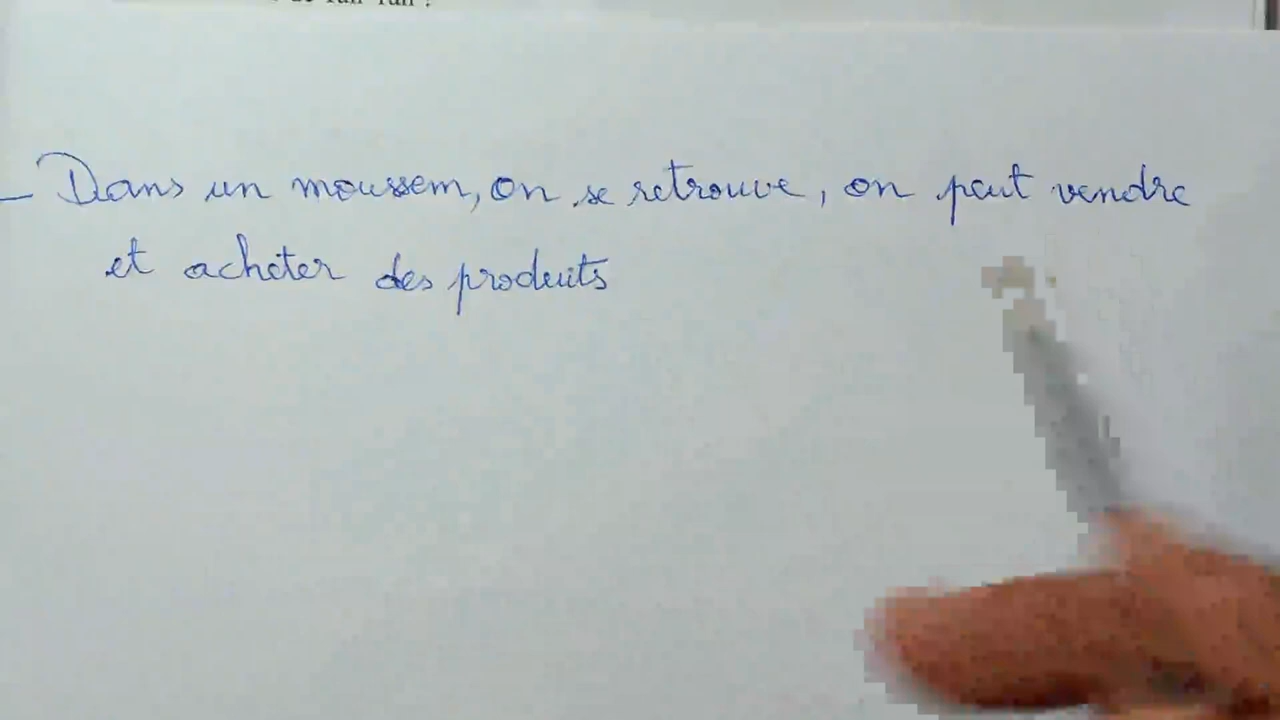 - Dans un moussem, on se retrouve, on peut vendre
et acheter des produits